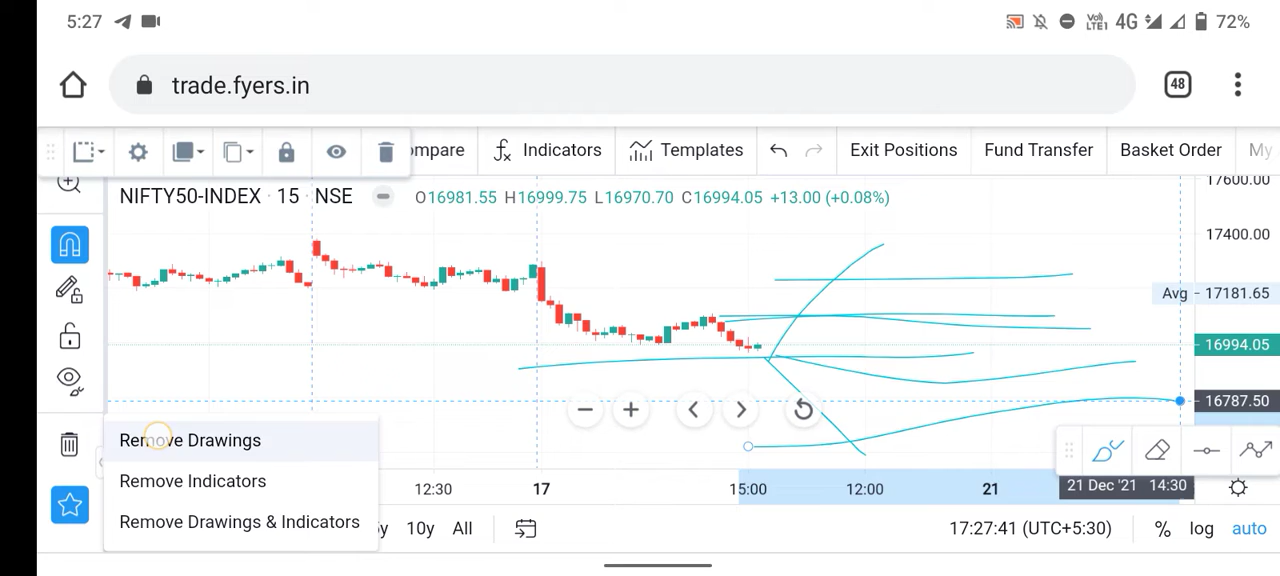 5:27
Vo) LTE1 4G 72%
trade.fyers.in
48
ompare Indicators Templates Exit Positions Fund Transfer Basket Order My
NIFTY50-INDEX · 15 · NSE O16981.55 H16999.75 L16970.70 C16994.05 +13.00 (+0.08%)
17600.00
17400.00
Avg - 17181.65
16994.05
16787.50
Remove Drawings
Remove Indicators
Remove Drawings & Indicators
12:30 17 15:00 12:00 21 21 Dec '21 14:30
y 10y All 17:27:41 (UTC+5:30) % log auto